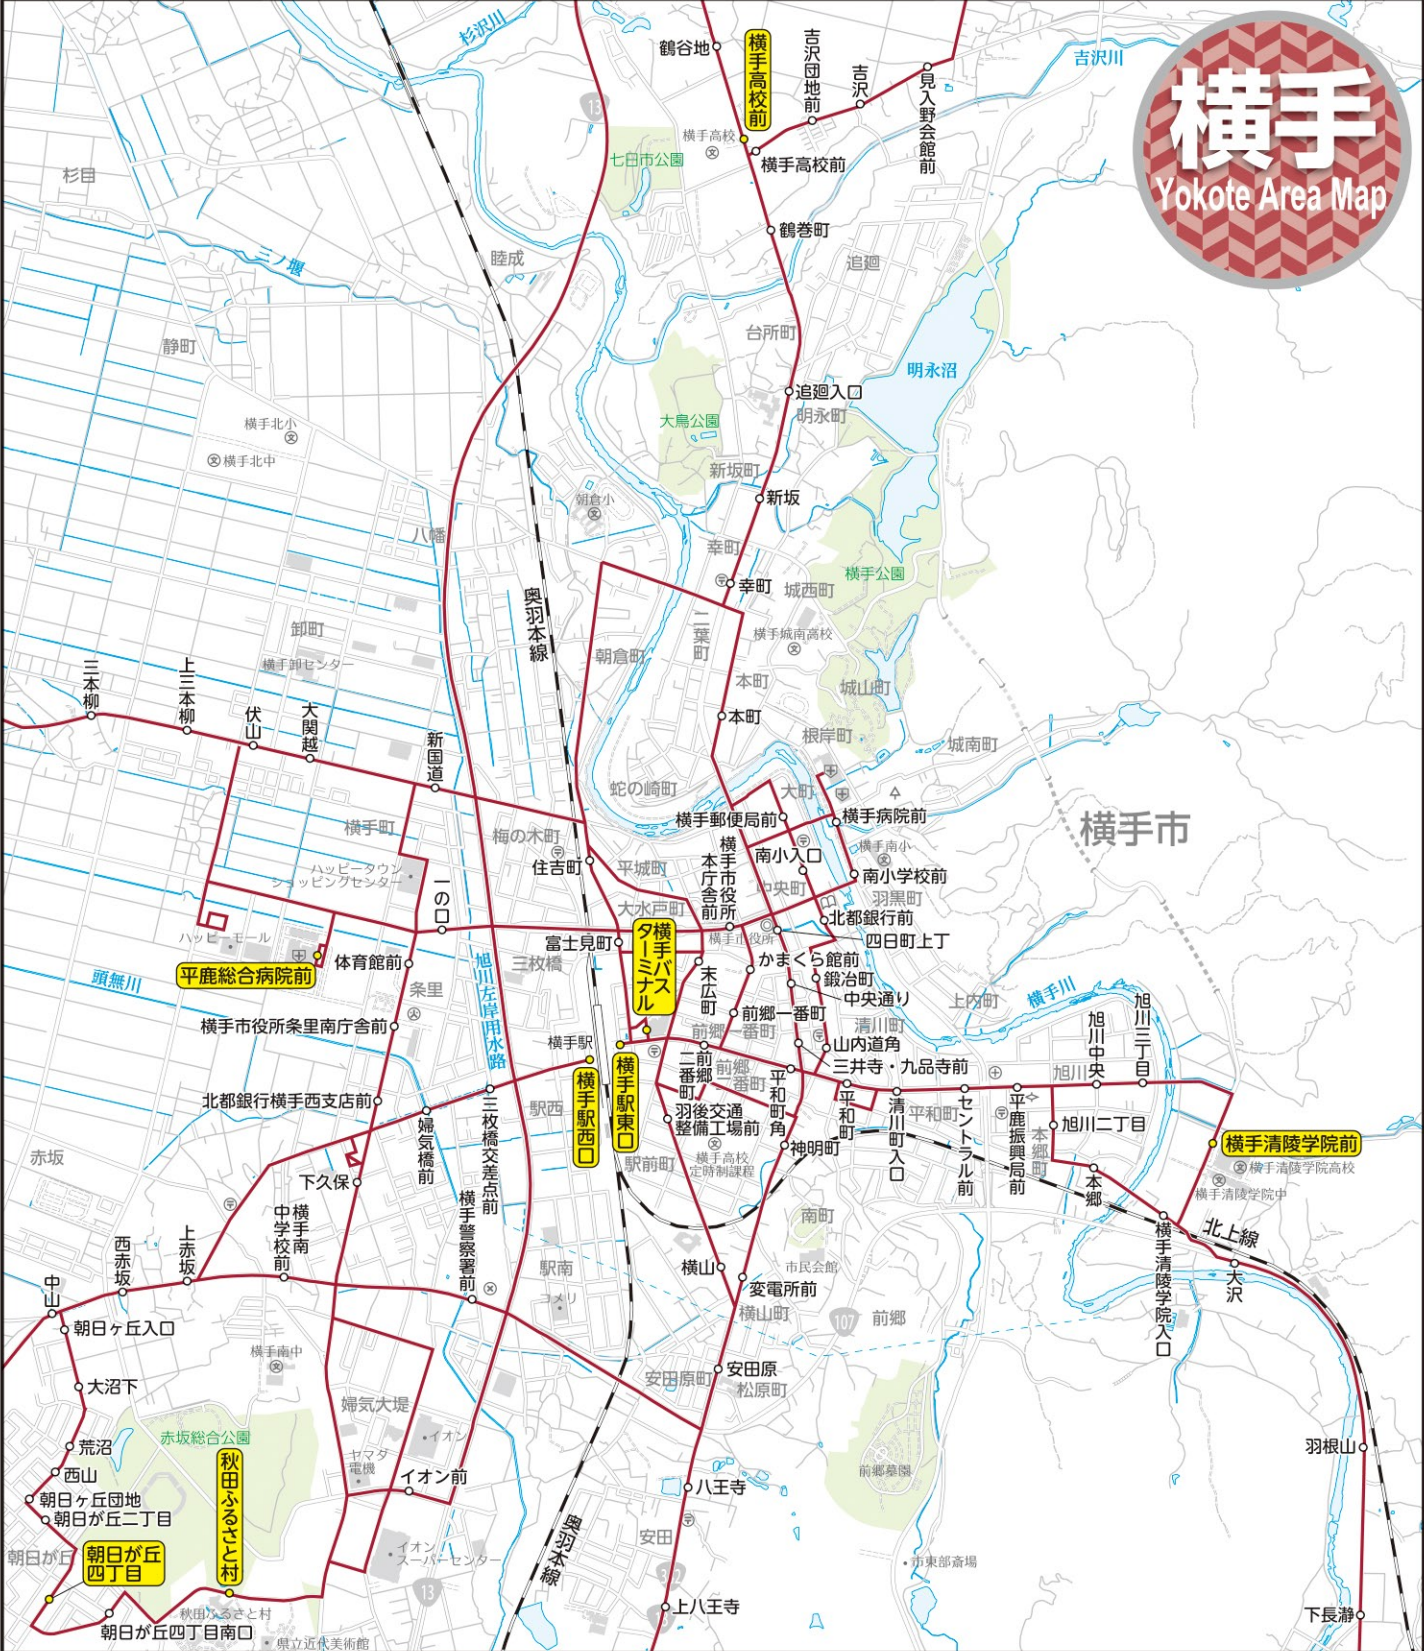 横手
Yokote Area Map
杉沢川
吉沢川
鶴谷地
横手高校前
吉沢団地前
吉沢
見入野会館前
13
横手高校
横手高校前
七日市公園
杉目
鶴巻町
三ノ堰
睦成
追廻
台所町
静町
明永沼
追廻入口
明永町
大鳥公園
横手北小
横手北中
新坂町
新坂
朝倉小
八幡
幸町
横手公園
幸町
城西町
奥羽本線
二葉町
横手城南高校
卸町
横手卸センター
朝倉町
本町
城山町
三本柳
上三本柳
伏山
大関越
新国道
本町
根岸町
城南町
蛇の崎町
大町
横手市
横手町
梅の木町
横手郵便局前
横手病院前
横手南小
住吉町
平城町
横手市役所
本庁舎前
南小入口
中央町
南小学校前
羽黒町
ハッピータウン
ショッピングセンター
一の口
大水戸町
北都銀行前
ハッピーモール
富士見町
横手バス
ターミナル
横手市役所
四日町上丁
平鹿総合病院前
体育館前
三枚橋
末広町
かまくら館前
鍛冶町
頭無川
条里
旭川左岸用水路
中央通り
上内町
横手川
旭川三丁目
横手市役所条里南庁舎前
前郷一番町
前郷一番町
清川町
旭川中央
横手駅
山内道角
三井寺・九品寺前
旭川
北都銀行横手西支店前
横手駅西口
横手駅東口
前郷
二番町
前郷
二番町
平和町角
平和町
清川町入口
平和町
セントラル前
平鹿振興局前
本郷町
旭川二丁目
横手清陵学院前
横手清陵学院高校
横手清陵学院中
婦気橋前
三枚橋交差点前
駅西
羽後交通
整備工場前
横手高校
定時制課程
神明町
赤坂
下久保
駅前町
本郷
北上線
横手南
中学校前
横手警察署前
南町
西赤坂
上赤坂
中山
駅南
横山
市民会館
変電所前
横手清陵学院入口
大沢
コメリ
朝日ヶ丘入口
横山町
107
前郷
横手南中
大沼下
安田原町
安田原
松原町
婦気大堤
赤坂総合公園
イオン
荒沼
秋田ふるさと村
ヤマダ
電機
イオン前
前郷墓園
羽根山
西山
朝日ヶ丘団地
朝日が丘二丁目
八王寺
奥羽本線
安田
朝日が丘
朝日が丘
四丁目
イオン
スーパーセンター
市東部斎場
13
秋田ふるさと村
朝日が丘四丁目南口
県立近代美術館
上八王寺
下長瀞